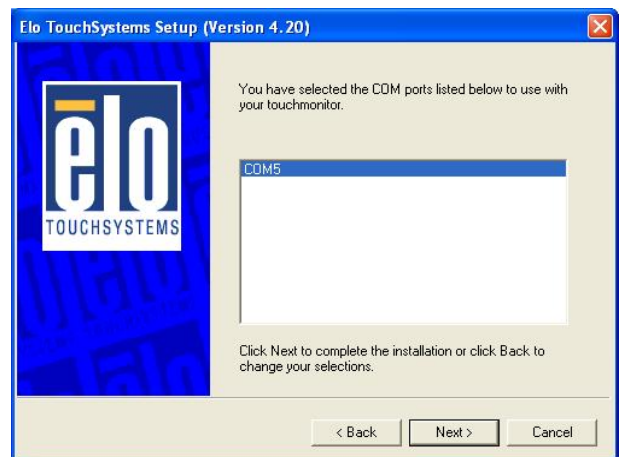 Elo TouchSystems Setup (Version 4.20)
elo
TOUCHSYSTEMS
You have selected the COM ports listed below to use with
your touchmonitor.
COM5
Click Next to complete the installation or click Back to
change your selections.
< Back
Next >
Cancel